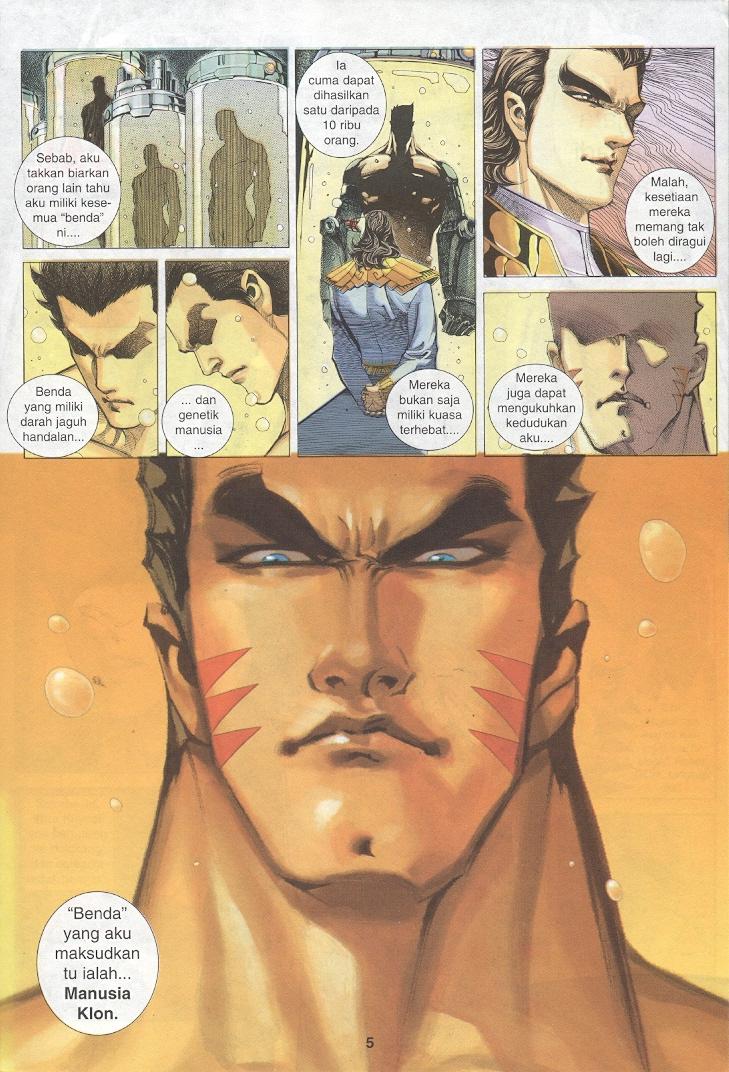 Sebab, aku
takkan biarkan
orang lain tahu
aku miliki kese-
mua "benda"
ni....
Benda
yang miliki
darah jaguh
handalan...
... dan
genetik
manusia
...
Ia
cuma dapat
dihasilkan
satu daripada
10 ribu
orang.
Mereka
bukan saja
miliki kuasa
terhebat....
Malah,
kesetiaan
mereka
memang tak
boleh diragui
lagi....
Mereka
juga dapat
mengukuhkan
kedudukan
aku....
"Benda"
yang aku
maksudkan
tu ialah...
Manusia
Klon.
5